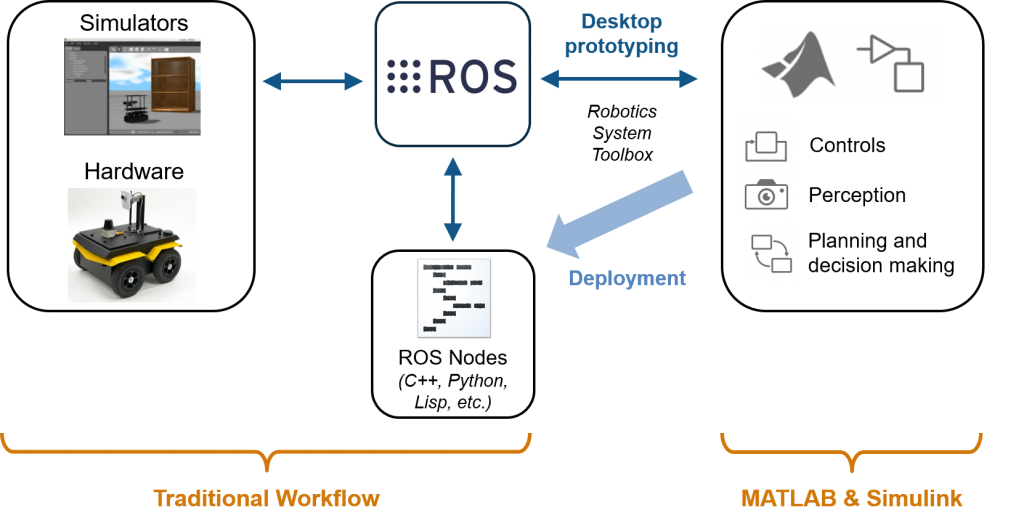 Simulators
Hardware
ROS
Desktop
prototyping
Robotics
System
Toolbox
Deployment
ROS Nodes
(C++, Python,
Lisp, etc.)
Controls
Perception
Planning and
decision making
Traditional Workflow
MATLAB & Simulink